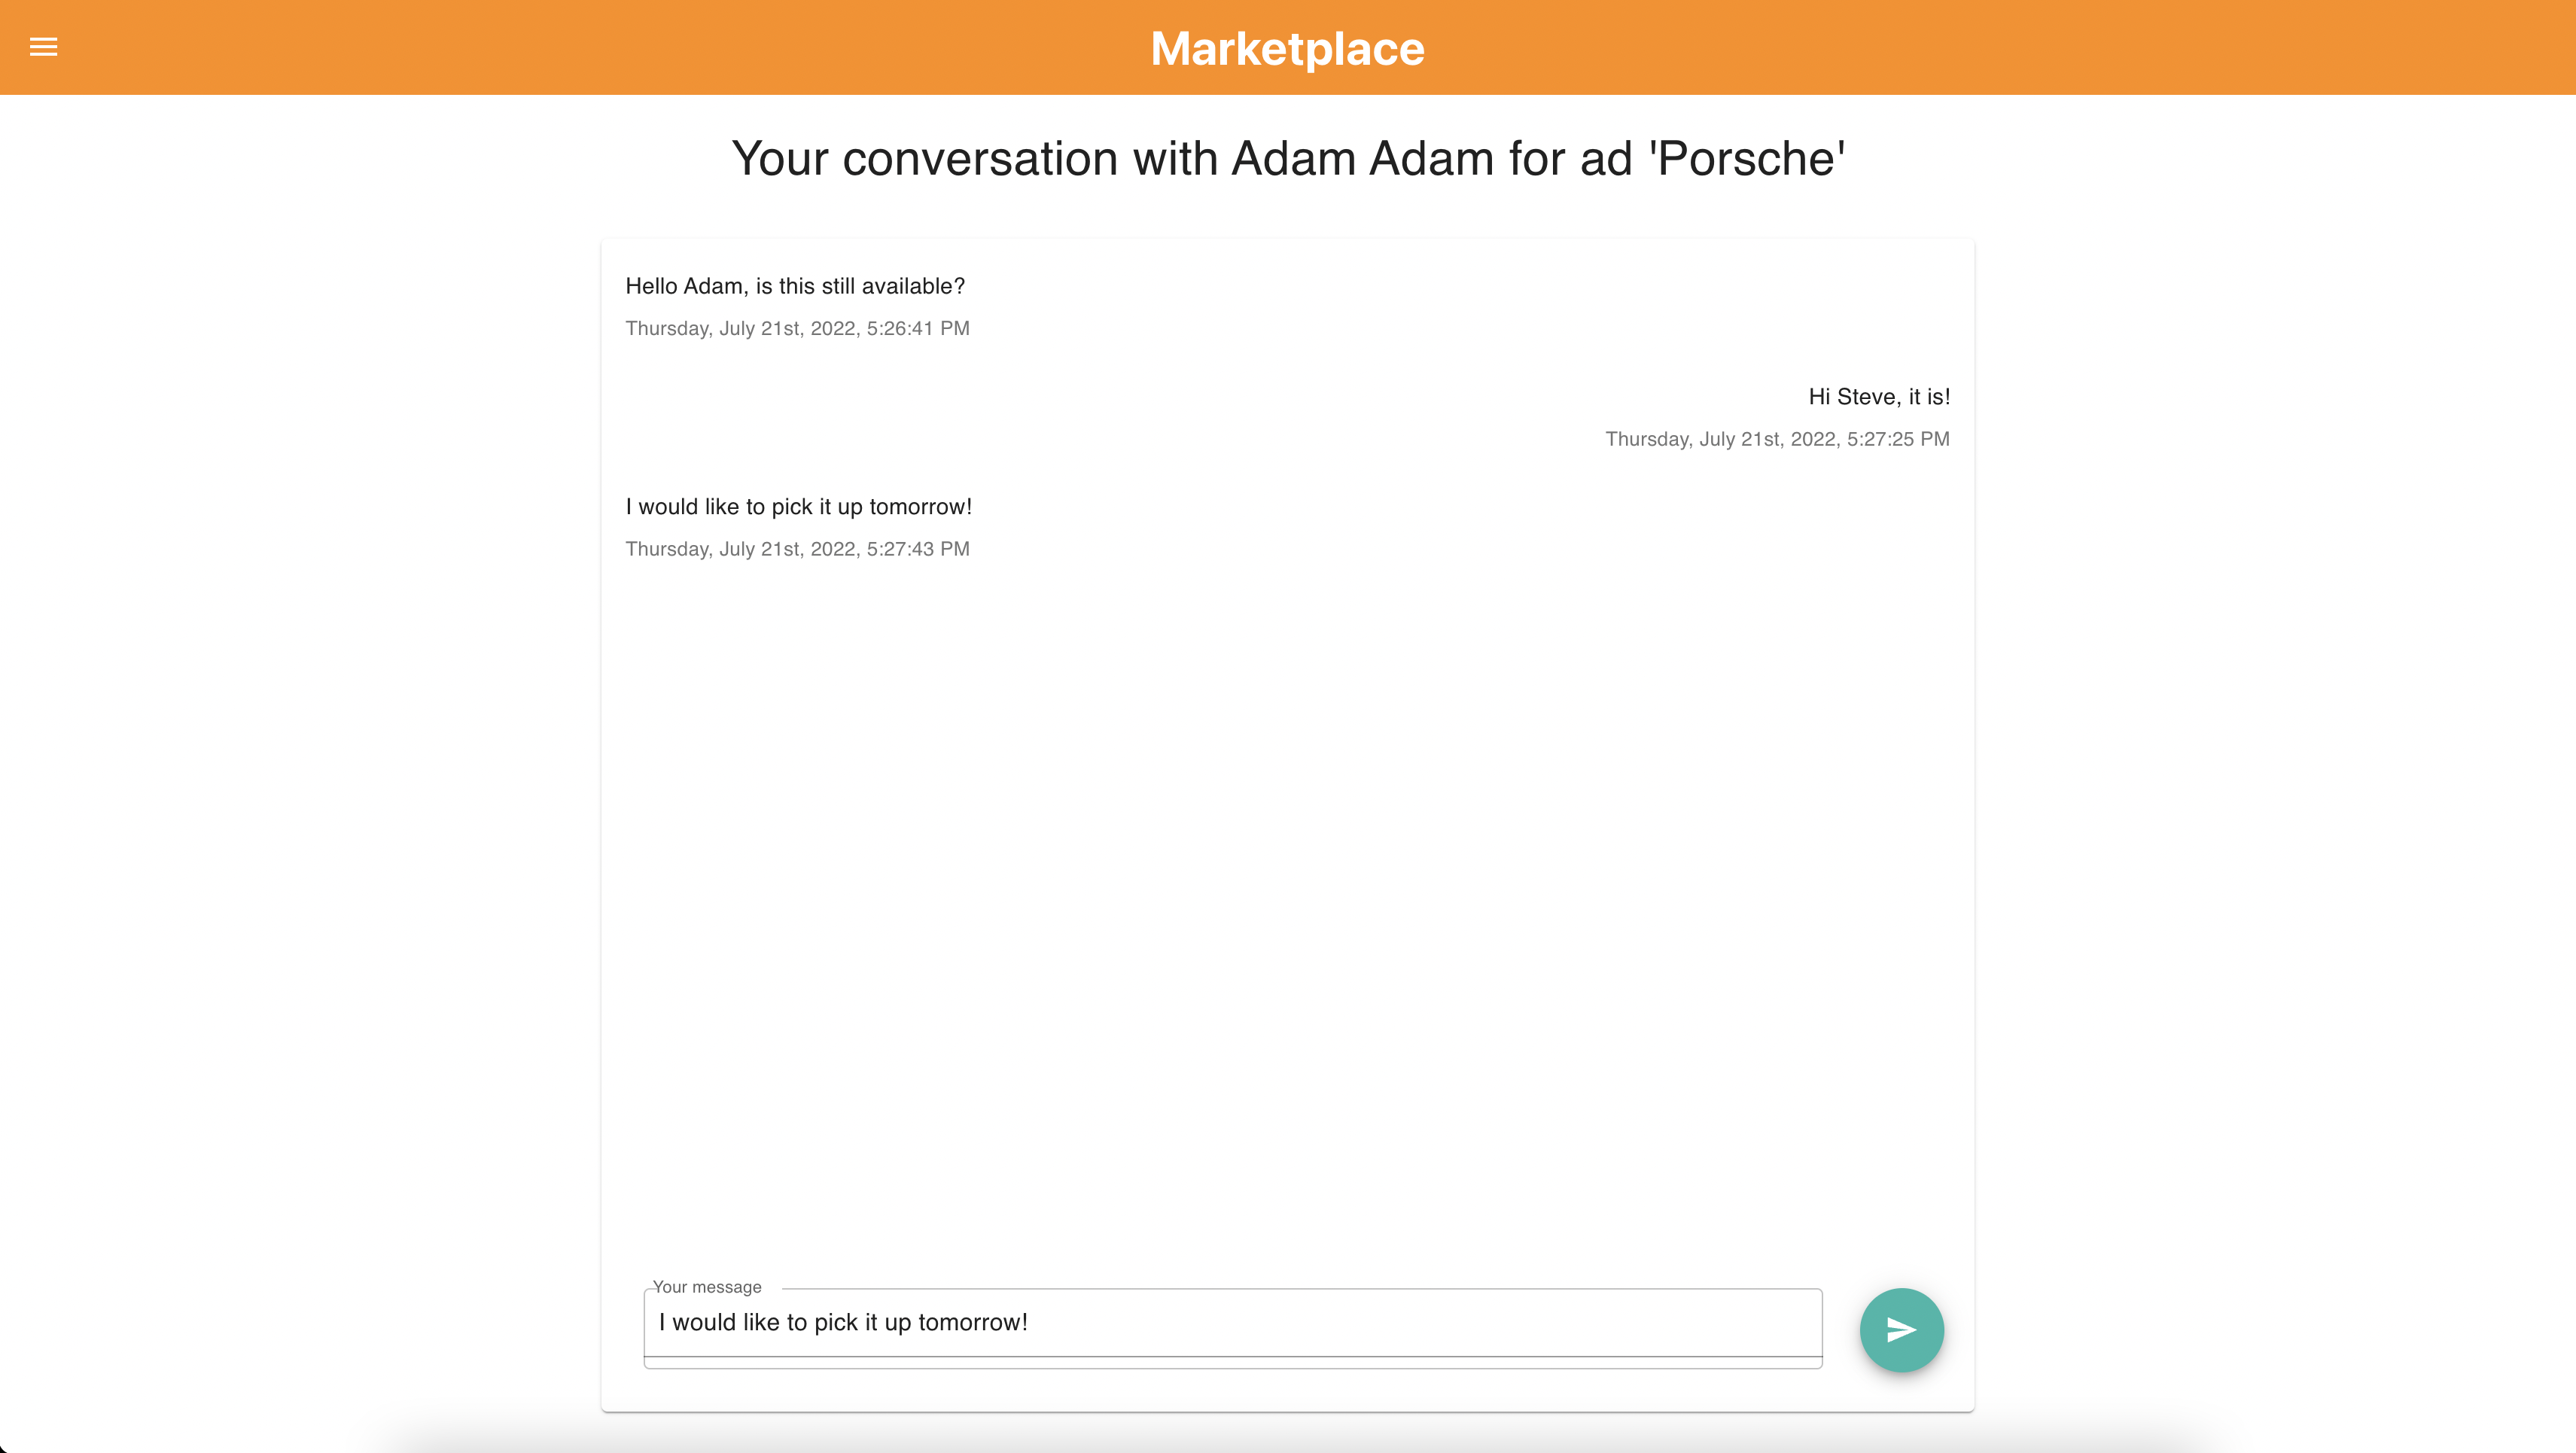 Marketplace
Your conversation with Adam Adam for ad 'Porsche'
Hello Adam, is this still available?
Thursday, July 21st, 2022, 5:26:41 PM
Hi Steve, it is!
Thursday, July 21st, 2022, 5:27:25 PM
I would like to pick it up tomorrow!
Thursday, July 21st, 2022, 5:27:43 PM
Your message
I would like to pick it up tomorrow!